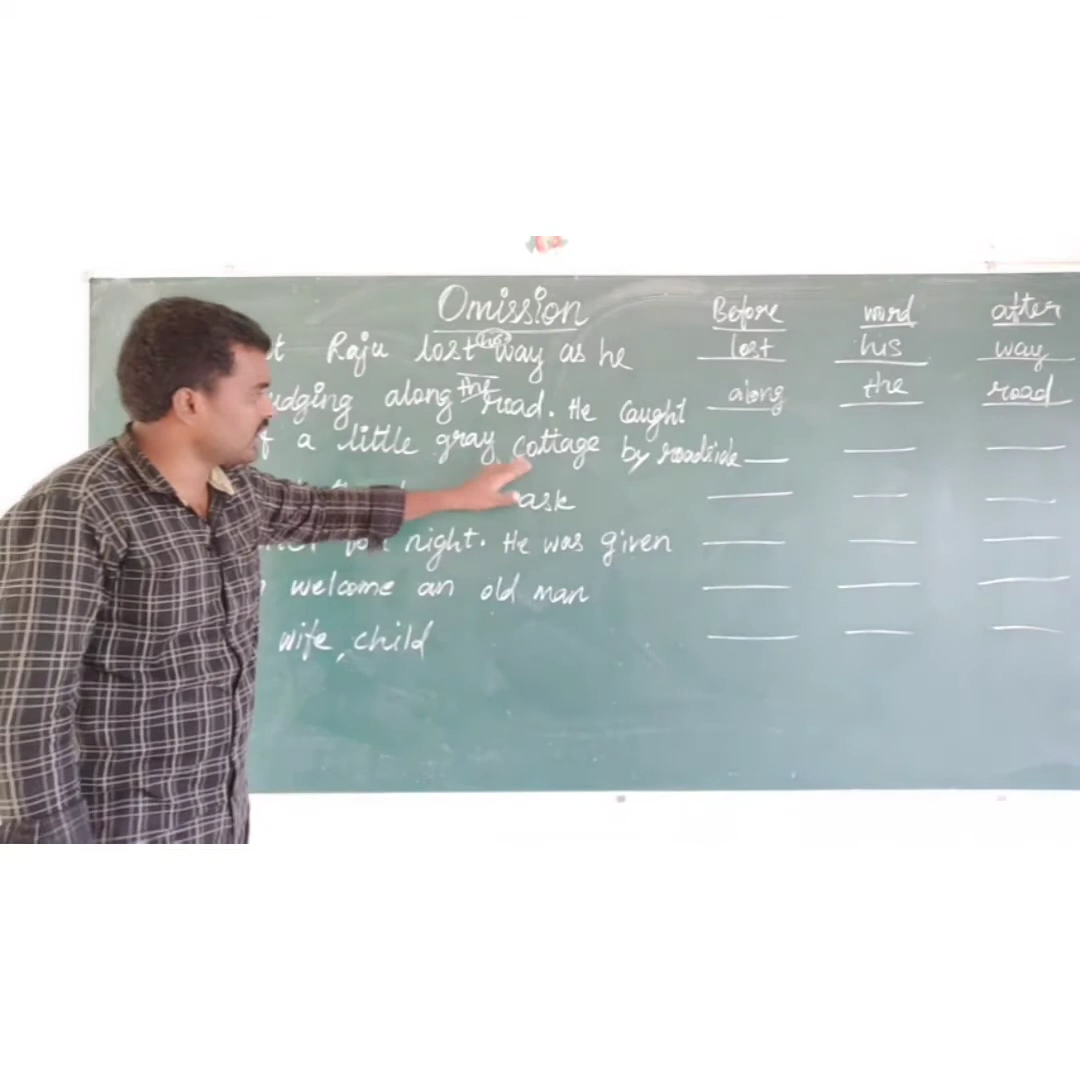 Omission Before word after
Raju lost his way as he lost his way
along the road. He caught along the road
a little gray cottage by roadside
ask
night. He was given
welcome an old man
wife, child